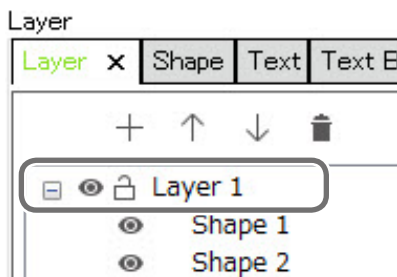 Layer
Layer × Shape Text Text B
Layer 1
Shape 1
Shape 2